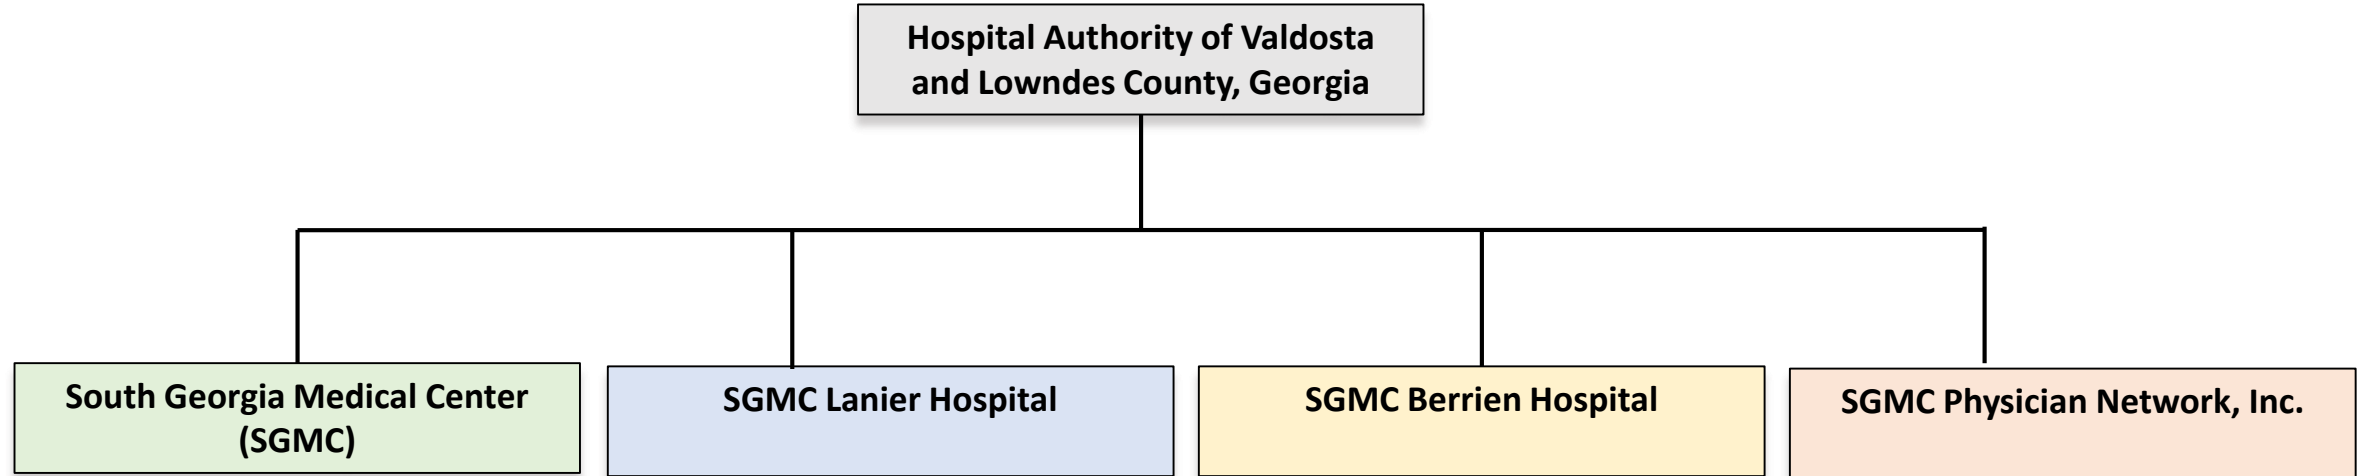 Hospital Authority of Valdosta
and Lowndes County, Georgia
South Georgia Medical Center
(SGMC)
SGMC Lanier Hospital
SGMC Berrien Hospital
SGMC Physician Network, Inc.